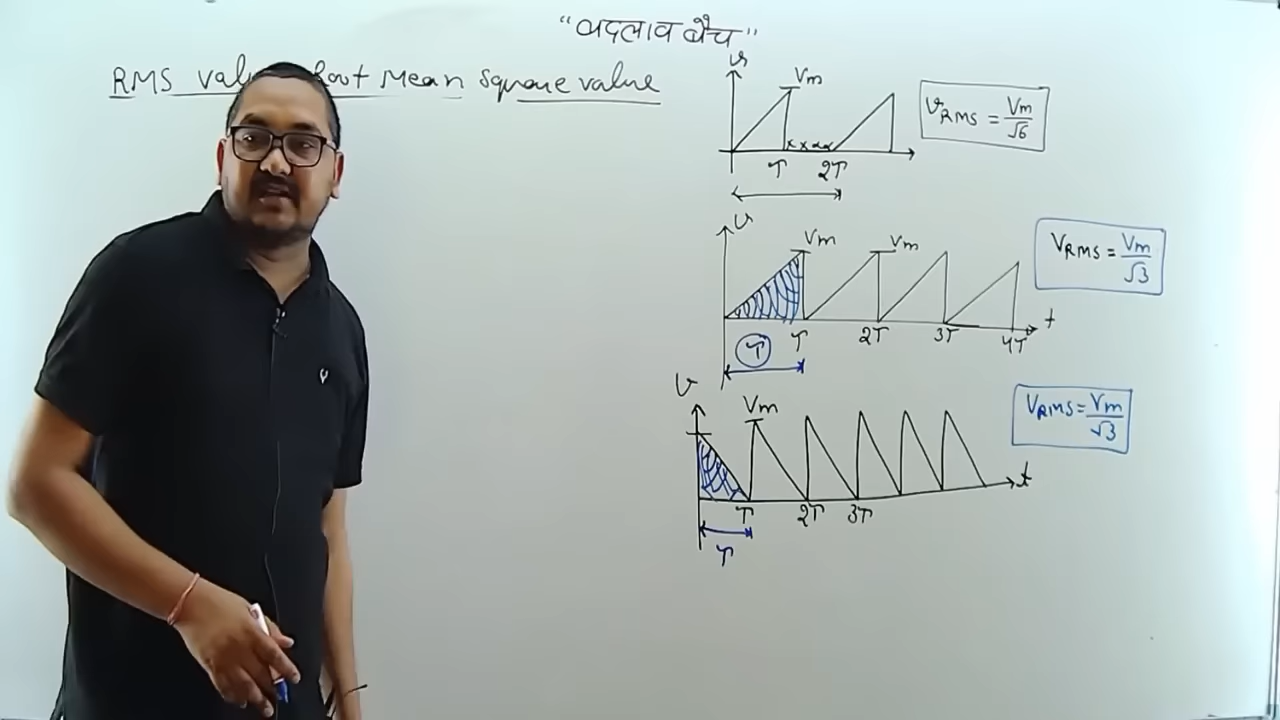 “बदलाव बैच”
RMS value Root Mean Square value
v
Vm
T 2T
VRMS = Vm/√6
v
Vm Vm
T T 2T 3T 4T t
VRMS = Vm/√3
v
Vm
T 2T 3T t
T
VRMS = Vm/√3